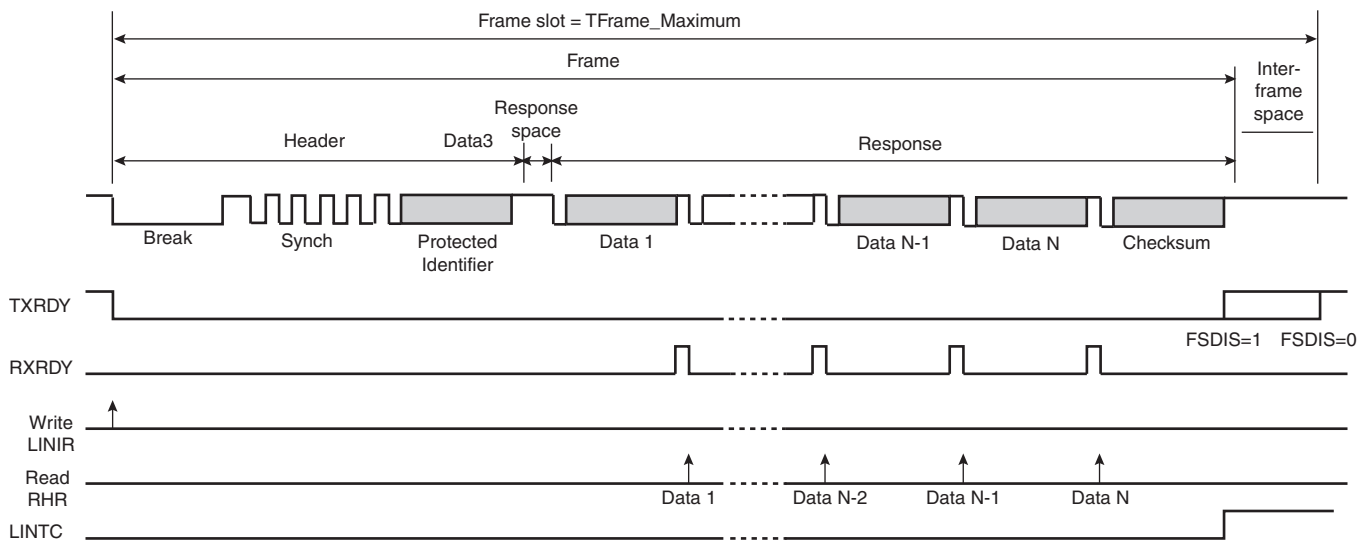 Frame slot = TFrame_Maximum
Frame
Inter-
frame
space
Response
space
Header
Data3
Response
Break
Synch
Protected
Identifier
Data 1
Data N-1
Data N
Checksum
TXRDY
FSDIS=1
FSDIS=0
RXRDY
Write
LINIR
Read
RHR
Data 1
Data N-2
Data N-1
Data N
LINTC